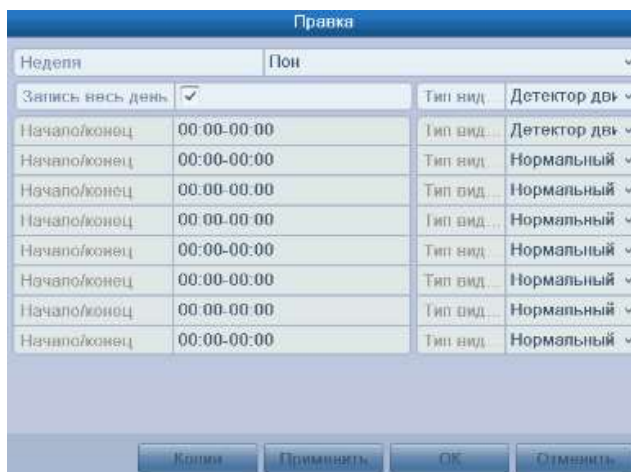 Правка
Неделя Пон
Запись весь день Тип вид Детектор дви
Начало/конец 00:00-00:00 Тип вид... Детектор дви
Начало/конец 00:00-00:00 Тип вид... Нормальный
Начало/конец 00:00-00:00 Тип вид... Нормальный
Начало/конец 00:00-00:00 Тип вид... Нормальный
Начало/конец 00:00-00:00 Тип вид... Нормальный
Начало/конец 00:00-00:00 Тип вид... Нормальный
Начало/конец 00:00-00:00 Тип вид... Нормальный
Начало/конец 00:00-00:00 Тип вид... Нормальный
Копия Применить OK Отменить